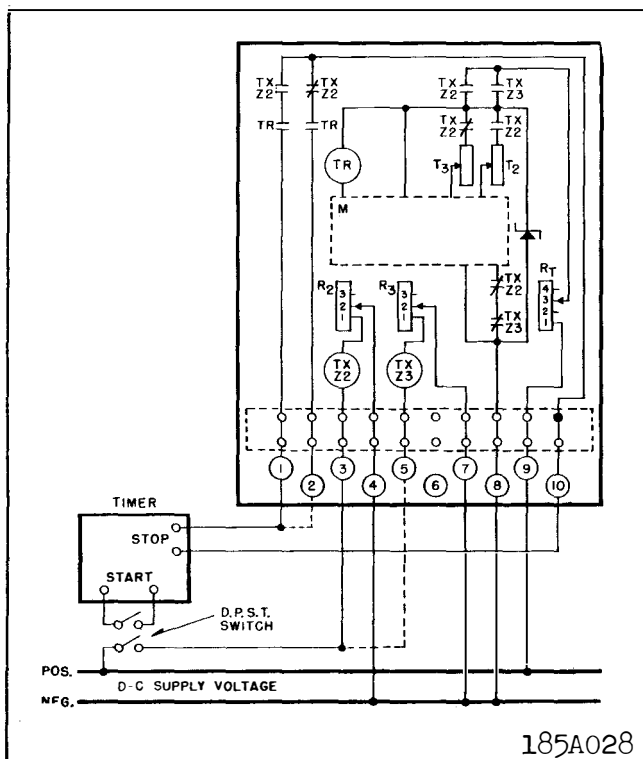 TX Z2
TX Z2
TX Z2
TX Z3
TR
TR
TX Z2
TX Z2
TR
T3
T2
M
R2
3
2
1
R3
3
2
1
TX Z2
TX Z3
RT
4
3
2
1
TX Z2
TX Z3
1
2
3
4
5
6
7
8
9
10
TIMER
STOP
START
D.P.S.T.
SWITCH
POS.
D-C SUPPLY VOLTAGE
NEG.
185A028